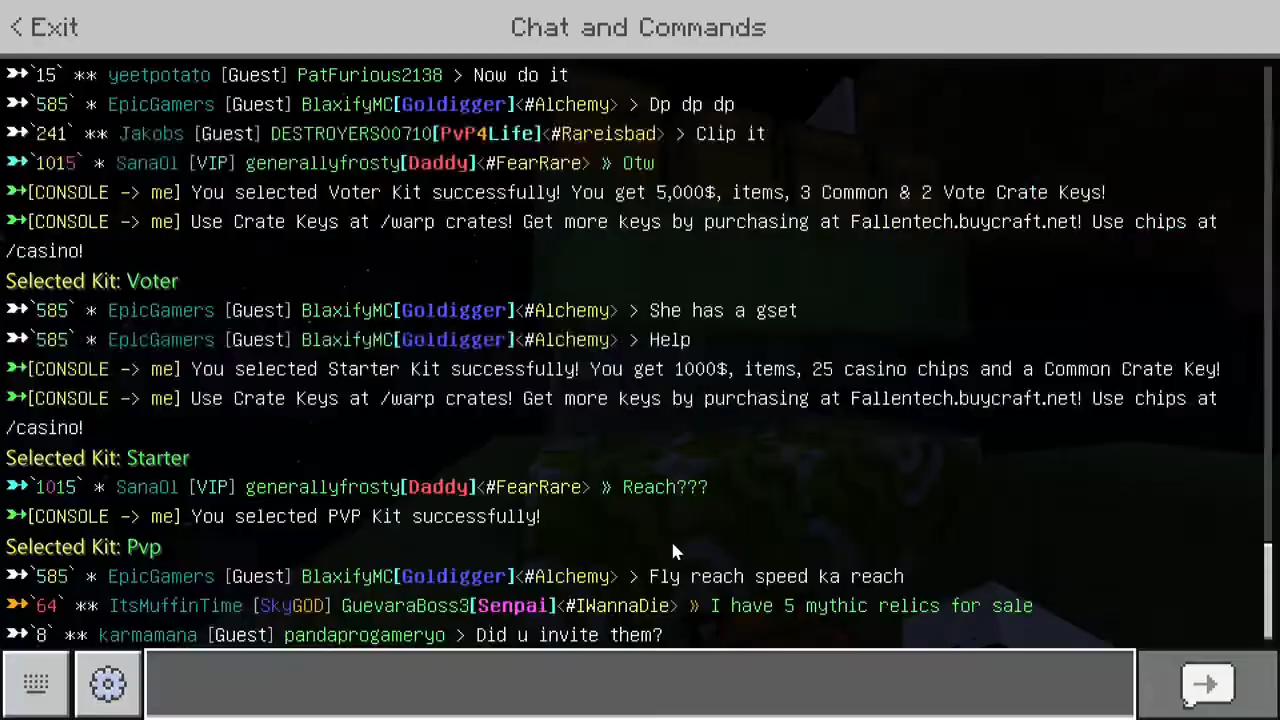 < Exit
Chat and Commands
➳`15` ** yeetpotato [Guest] PatFurious2138 > Now do it
➳`585` * EpicGamers [Guest] BlaxifyMC[Goldigger]<#Alchemy> > Dp dp dp
➳`241` ** Jakobs [Guest] DESTROYERS00710[PvP4Life]<#Rareisbad> > Clip it
➳`1015` * SanaOl [VIP] generallyfrosty[Daddy]<#FearRare> » Otw
➳[CONSOLE -> me] You selected Voter Kit successfully! You get 5,000$, items, 3 Common & 2 Vote Crate Keys!
➳[CONSOLE -> me] Use Crate Keys at /warp crates! Get more keys by purchasing at Fallentech.buycraft.net! Use chips at
/casino!
Selected Kit: Voter
➳`585` * EpicGamers [Guest] BlaxifyMC[Goldigger]<#Alchemy> > She has a gset
➳`585` * EpicGamers [Guest] BlaxifyMC[Goldigger]<#Alchemy> > Help
➳[CONSOLE -> me] You selected Starter Kit successfully! You get 1000$, items, 25 casino chips and a Common Crate Key!
➳[CONSOLE -> me] Use Crate Keys at /warp crates! Get more keys by purchasing at Fallentech.buycraft.net! Use chips at
/casino!
Selected Kit: Starter
➳`1015` * SanaOl [VIP] generallyfrosty[Daddy]<#FearRare> » Reach???
➳[CONSOLE -> me] You selected PVP Kit successfully!
Selected Kit: Pvp
➳`585` * EpicGamers [Guest] BlaxifyMC[Goldigger]<#Alchemy> > Fly reach speed ka reach
➳`64` ** ItsMuffinTime [SkyGOD] GuevaraBoss3[Senpai]<#IWannaDie> » I have 5 mythic relics for sale
➳`8` ** karmamana [Guest] pandaprogameryo > Did u invite them?